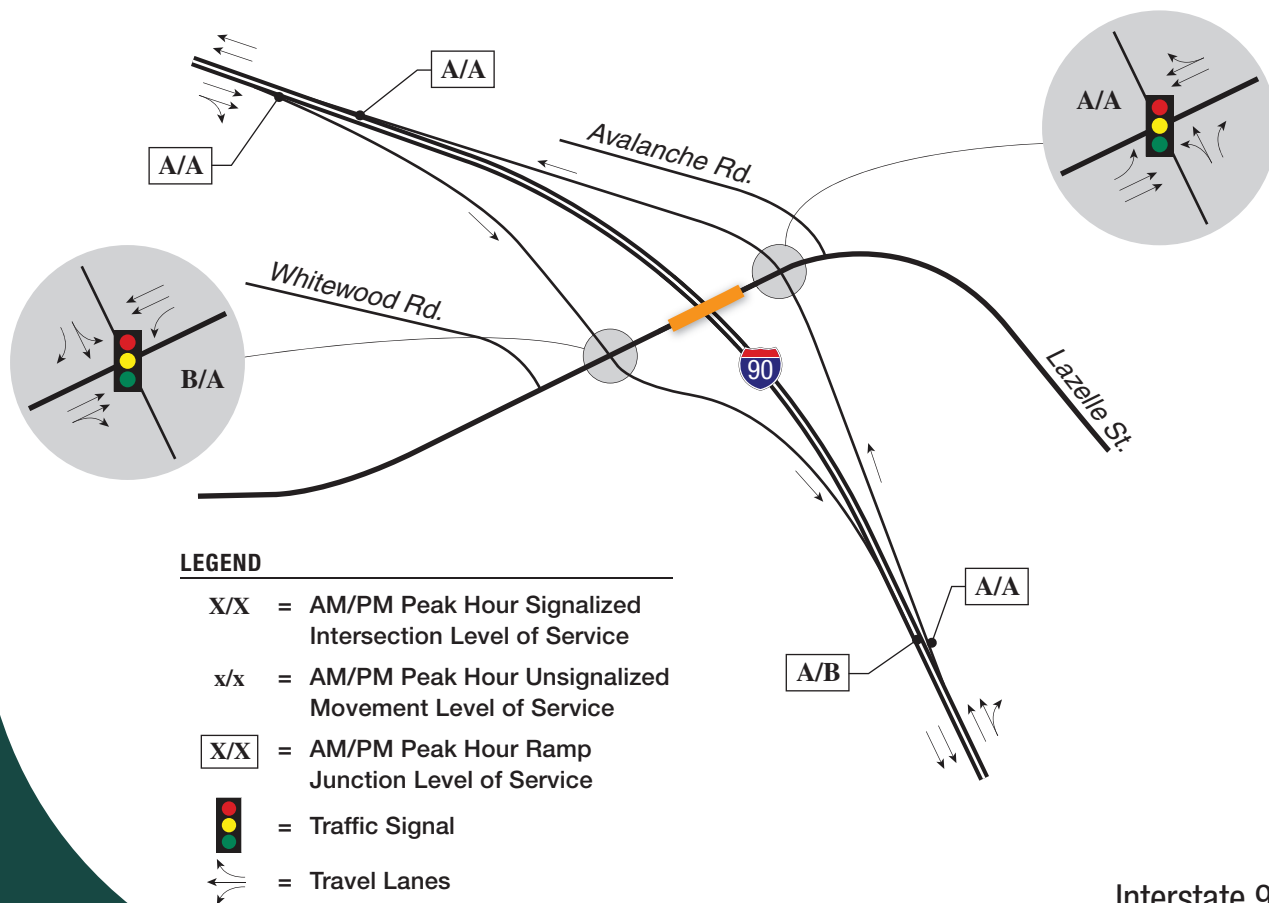 A/A
A/A
Avalanche Rd.
A/A
Whitewood Rd.
B/A
90
Lazelle St.
LEGEND
X/X = AM/PM Peak Hour Signalized
Intersection Level of Service
x/x = AM/PM Peak Hour Unsignalized
Movement Level of Service
X/X = AM/PM Peak Hour Ramp
Junction Level of Service
= Traffic Signal
= Travel Lanes
A/A
A/B
Interstate 9